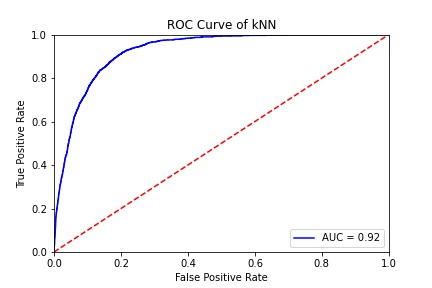 ROC Curve of kNN
1.0
0.8
0.6
0.4
0.2
0.0
True Positive Rate
AUC = 0.92
0.0 0.2 0.4 0.6 0.8 1.0
False Positive Rate